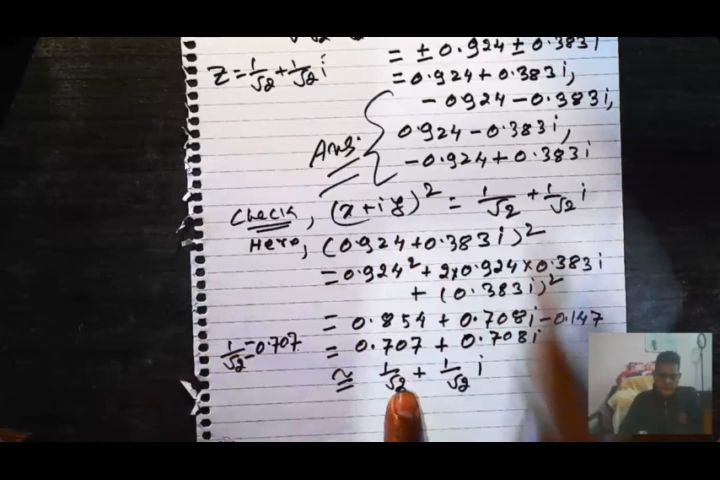 = ± 0.924 ± 0.383i
Z = 1/√2 + 1/√2 i
= 0.924 + 0.383i,
- 0.924 - 0.383i,
Ans:
0.924 - 0.383i,
- 0.924 + 0.383i
Check, (x+iy)² = 1/√2 + 1/√2 i
Here, (0.924 + 0.383i)²
= 0.924² + 2×0.924×0.383i
+ (0.383i)²
= 0.854 + 0.708i - 0.147
1/√2 = 0.707
= 0.707 + 0.708i
≅ 1/√2 + 1/√2 i